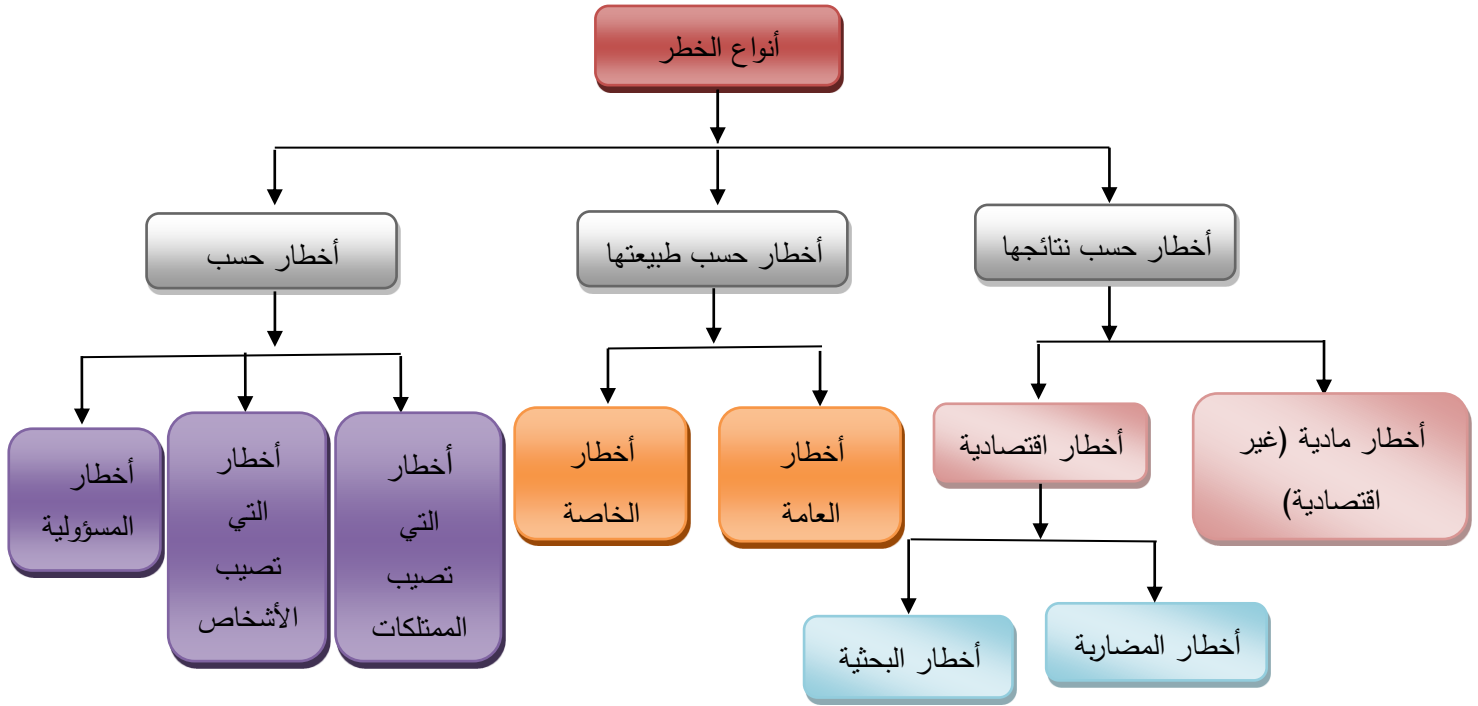 أنواع الخطر
أخطار حسب نتائجها
أخطار حسب طبيعتها
أخطار حسب
أخطار مادية (غير
اقتصادية)
أخطار اقتصادية
أخطار
العامة
أخطار
الخاصة
أخطار
التي
تصيب
الممتلكات
أخطار
التي
تصيب
الأشخاص
أخطار
المسؤولية
أخطار المضاربة
أخطار البحثية